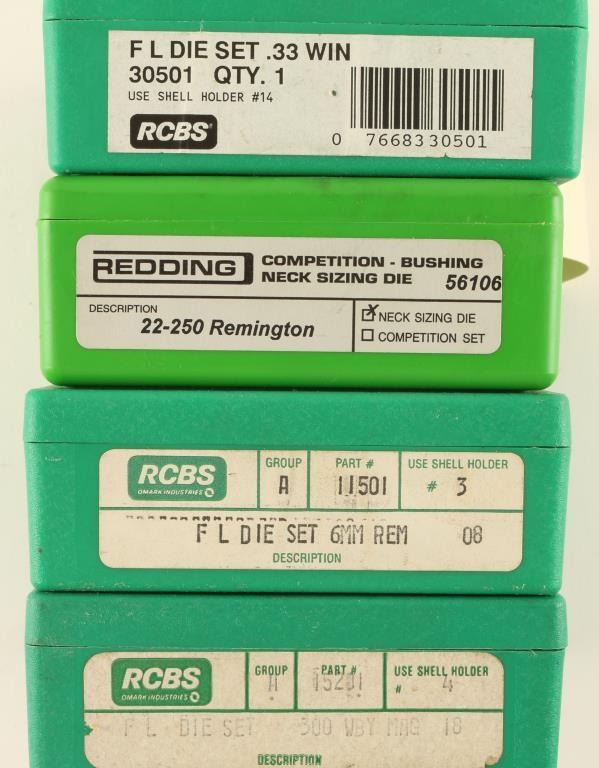 F L DIE SET .33 WIN
30501 QTY. 1
USE SHELL HOLDER #14
RCBS
0 7668330501
REDDING
COMPETITION - BUSHING
NECK SIZING DIE 56106
DESCRIPTION
22-250 Remington
X NECK SIZING DIE
COMPETITION SET
RCBS
OMARK INDUSTRIES
GROUP
A
PART #
11501
USE SHELL HOLDER
# 3
F L DIE SET 6MM REM 08
DESCRIPTION
RCBS
OMARK INDUSTRIES
GROUP
A
PART #
15201
USE SHELL HOLDER
# 4
F L DIE SET 300 WBY MAG 18
DESCRIPTION